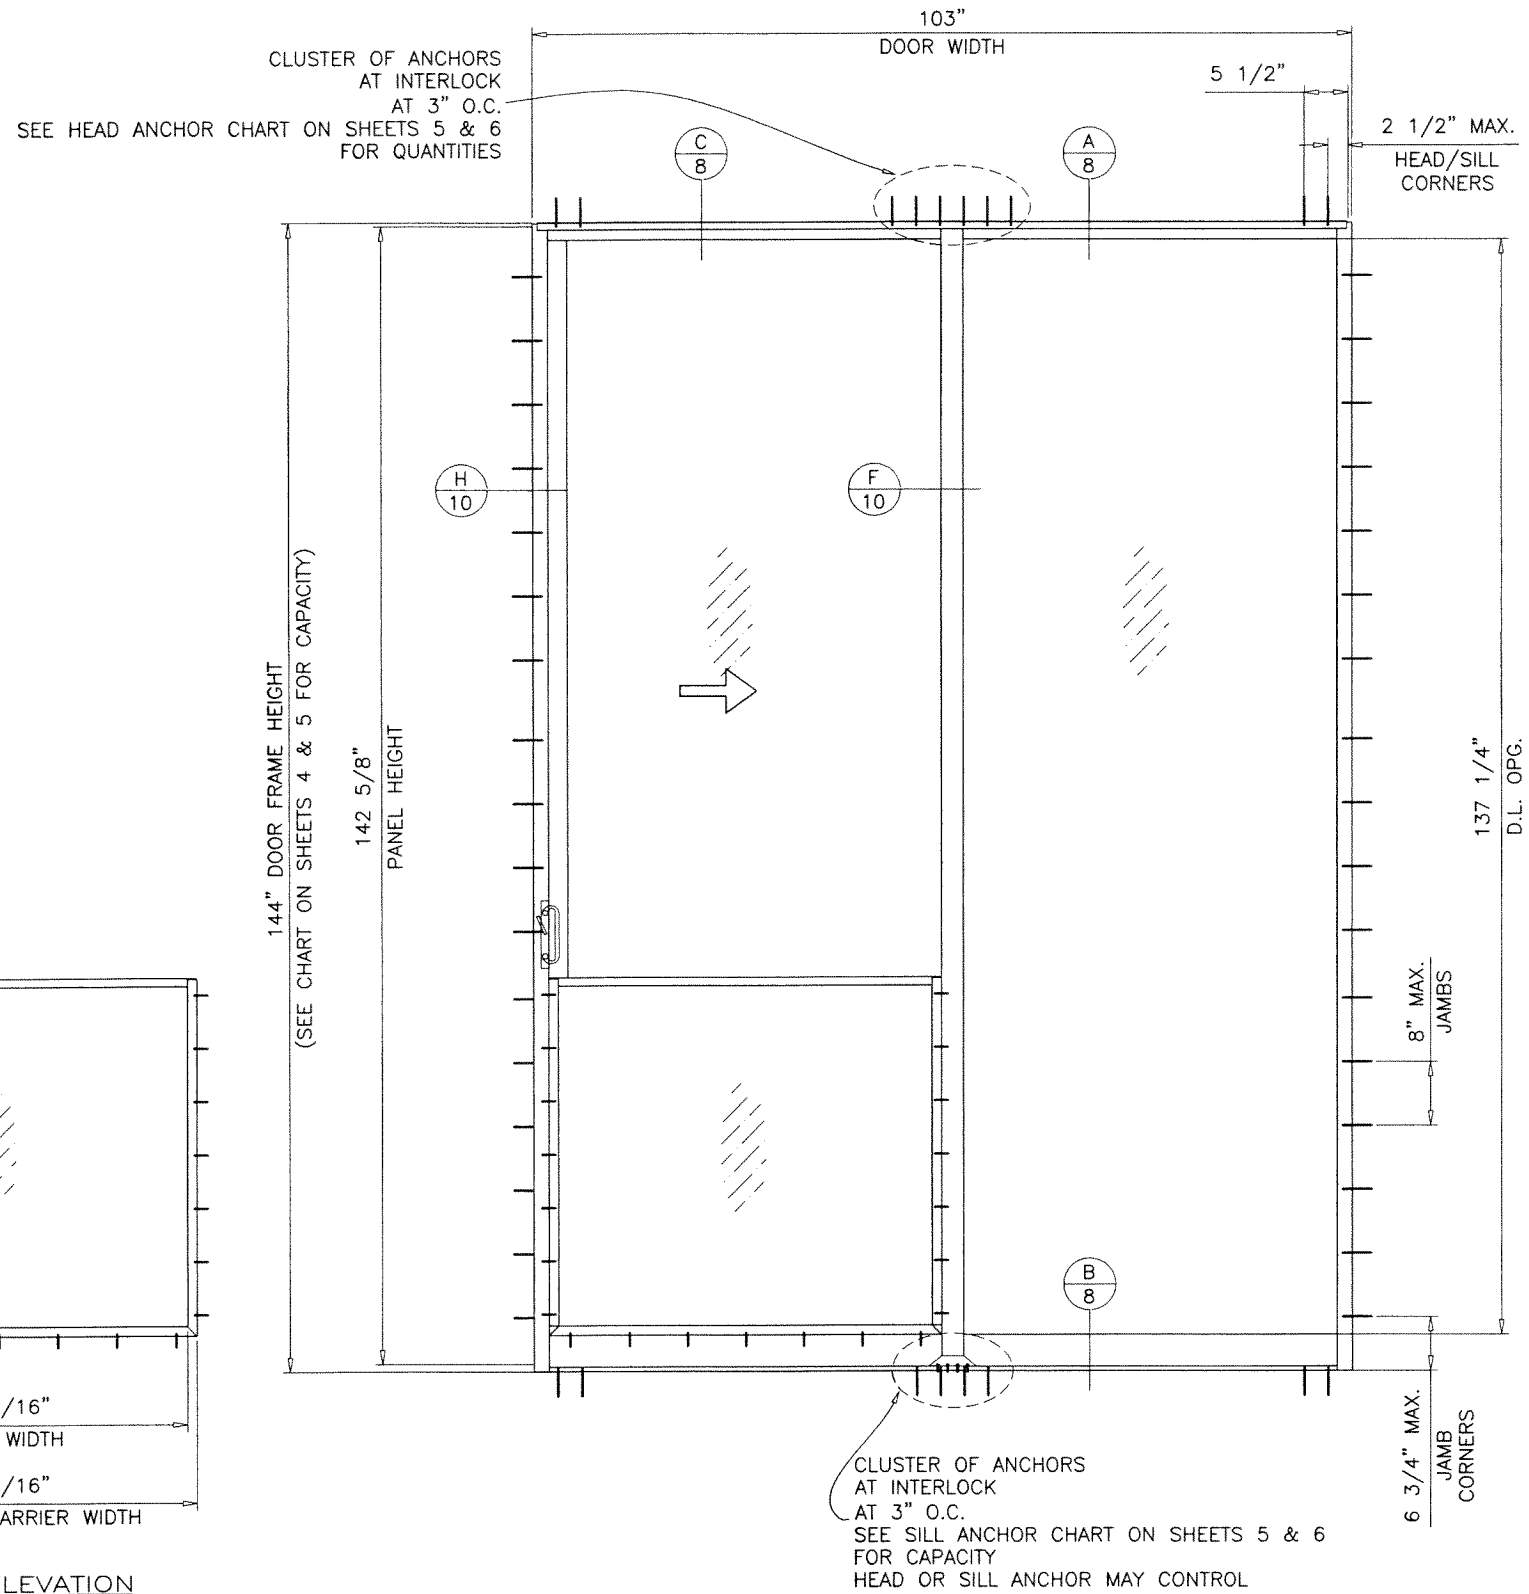 103"
DOOR WIDTH
CLUSTER OF ANCHORS
AT INTERLOCK
AT 3" O.C.
SEE HEAD ANCHOR CHART ON SHEETS 5 & 6
FOR QUANTITIES
5 1/2"
2 1/2" MAX.
HEAD/SILL
CORNERS
C
8
A
8
H
10
F
10
144" DOOR FRAME HEIGHT
(SEE CHART ON SHEETS 4 & 5 FOR CAPACITY)
142 5/8"
PANEL HEIGHT
137 1/4"
D.L. OPG.
8" MAX.
JAMBS
B
8
6 3/4" MAX.
JAMB
CORNERS
/16"
WIDTH
/16"
ARRIER WIDTH
LEVATION
CLUSTER OF ANCHORS
AT INTERLOCK
AT 3" O.C.
SEE SILL ANCHOR CHART ON SHEETS 5 & 6
FOR CAPACITY
HEAD OR SILL ANCHOR MAY CONTROL